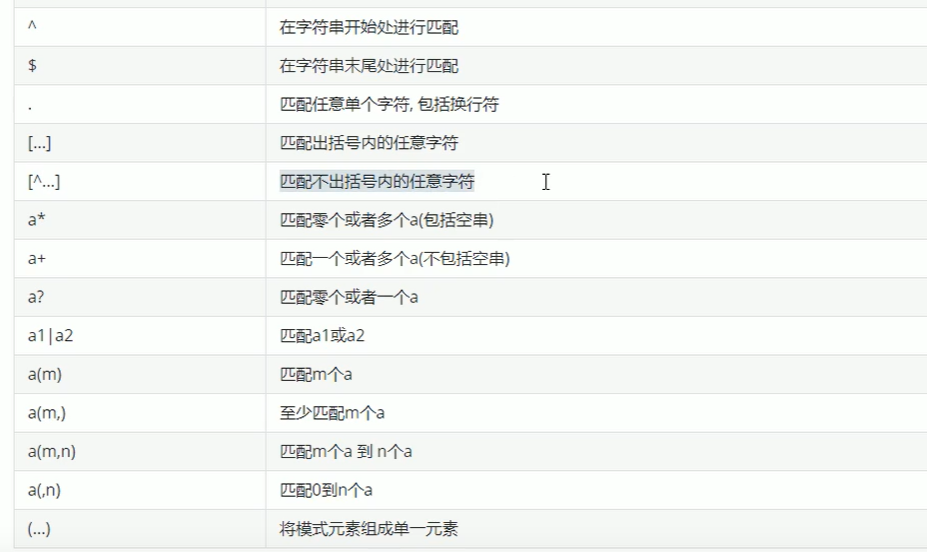 ^ 在字符串开始处进行匹配
$ 在字符串末尾处进行匹配
. 匹配任意单个字符, 包括换行符
[...] 匹配出括号内的任意字符
[^...] 匹配不出括号内的任意字符
a* 匹配零个或者多个a(包括空串)
a+ 匹配一个或者多个a(不包括空串)
a? 匹配零个或者一个a
a1|a2 匹配a1或a2
a(m) 匹配m个a
a(m,) 至少匹配m个a
a(m,n) 匹配m个a 到 n个a
a(,n) 匹配0到n个a
(...) 将模式元素组成单一元素